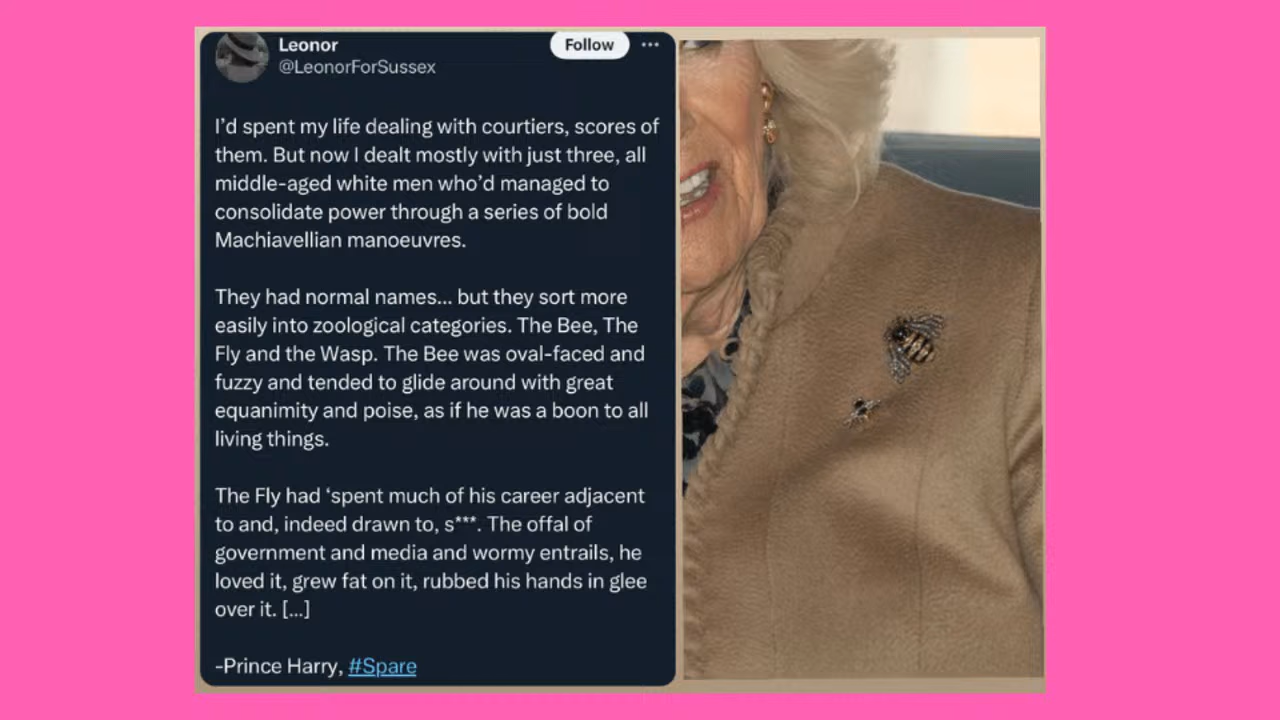 Leonor
Follow
@LeonorForSussex
I’d spent my life dealing with courtiers, scores of
them. But now I dealt mostly with just three, all
middle-aged white men who’d managed to
consolidate power through a series of bold
Machiavellian manoeuvres.
They had normal names... but they sort more
easily into zoological categories. The Bee, The
Fly and the Wasp. The Bee was oval-faced and
fuzzy and tended to glide around with great
equanimity and poise, as if he was a boon to all
living things.
The Fly had ‘spent much of his career adjacent
to and, indeed drawn to, s***. The offal of
government and media and wormy entrails, he
loved it, grew fat on it, rubbed his hands in glee
over it. [...]
-Prince Harry, #Spare